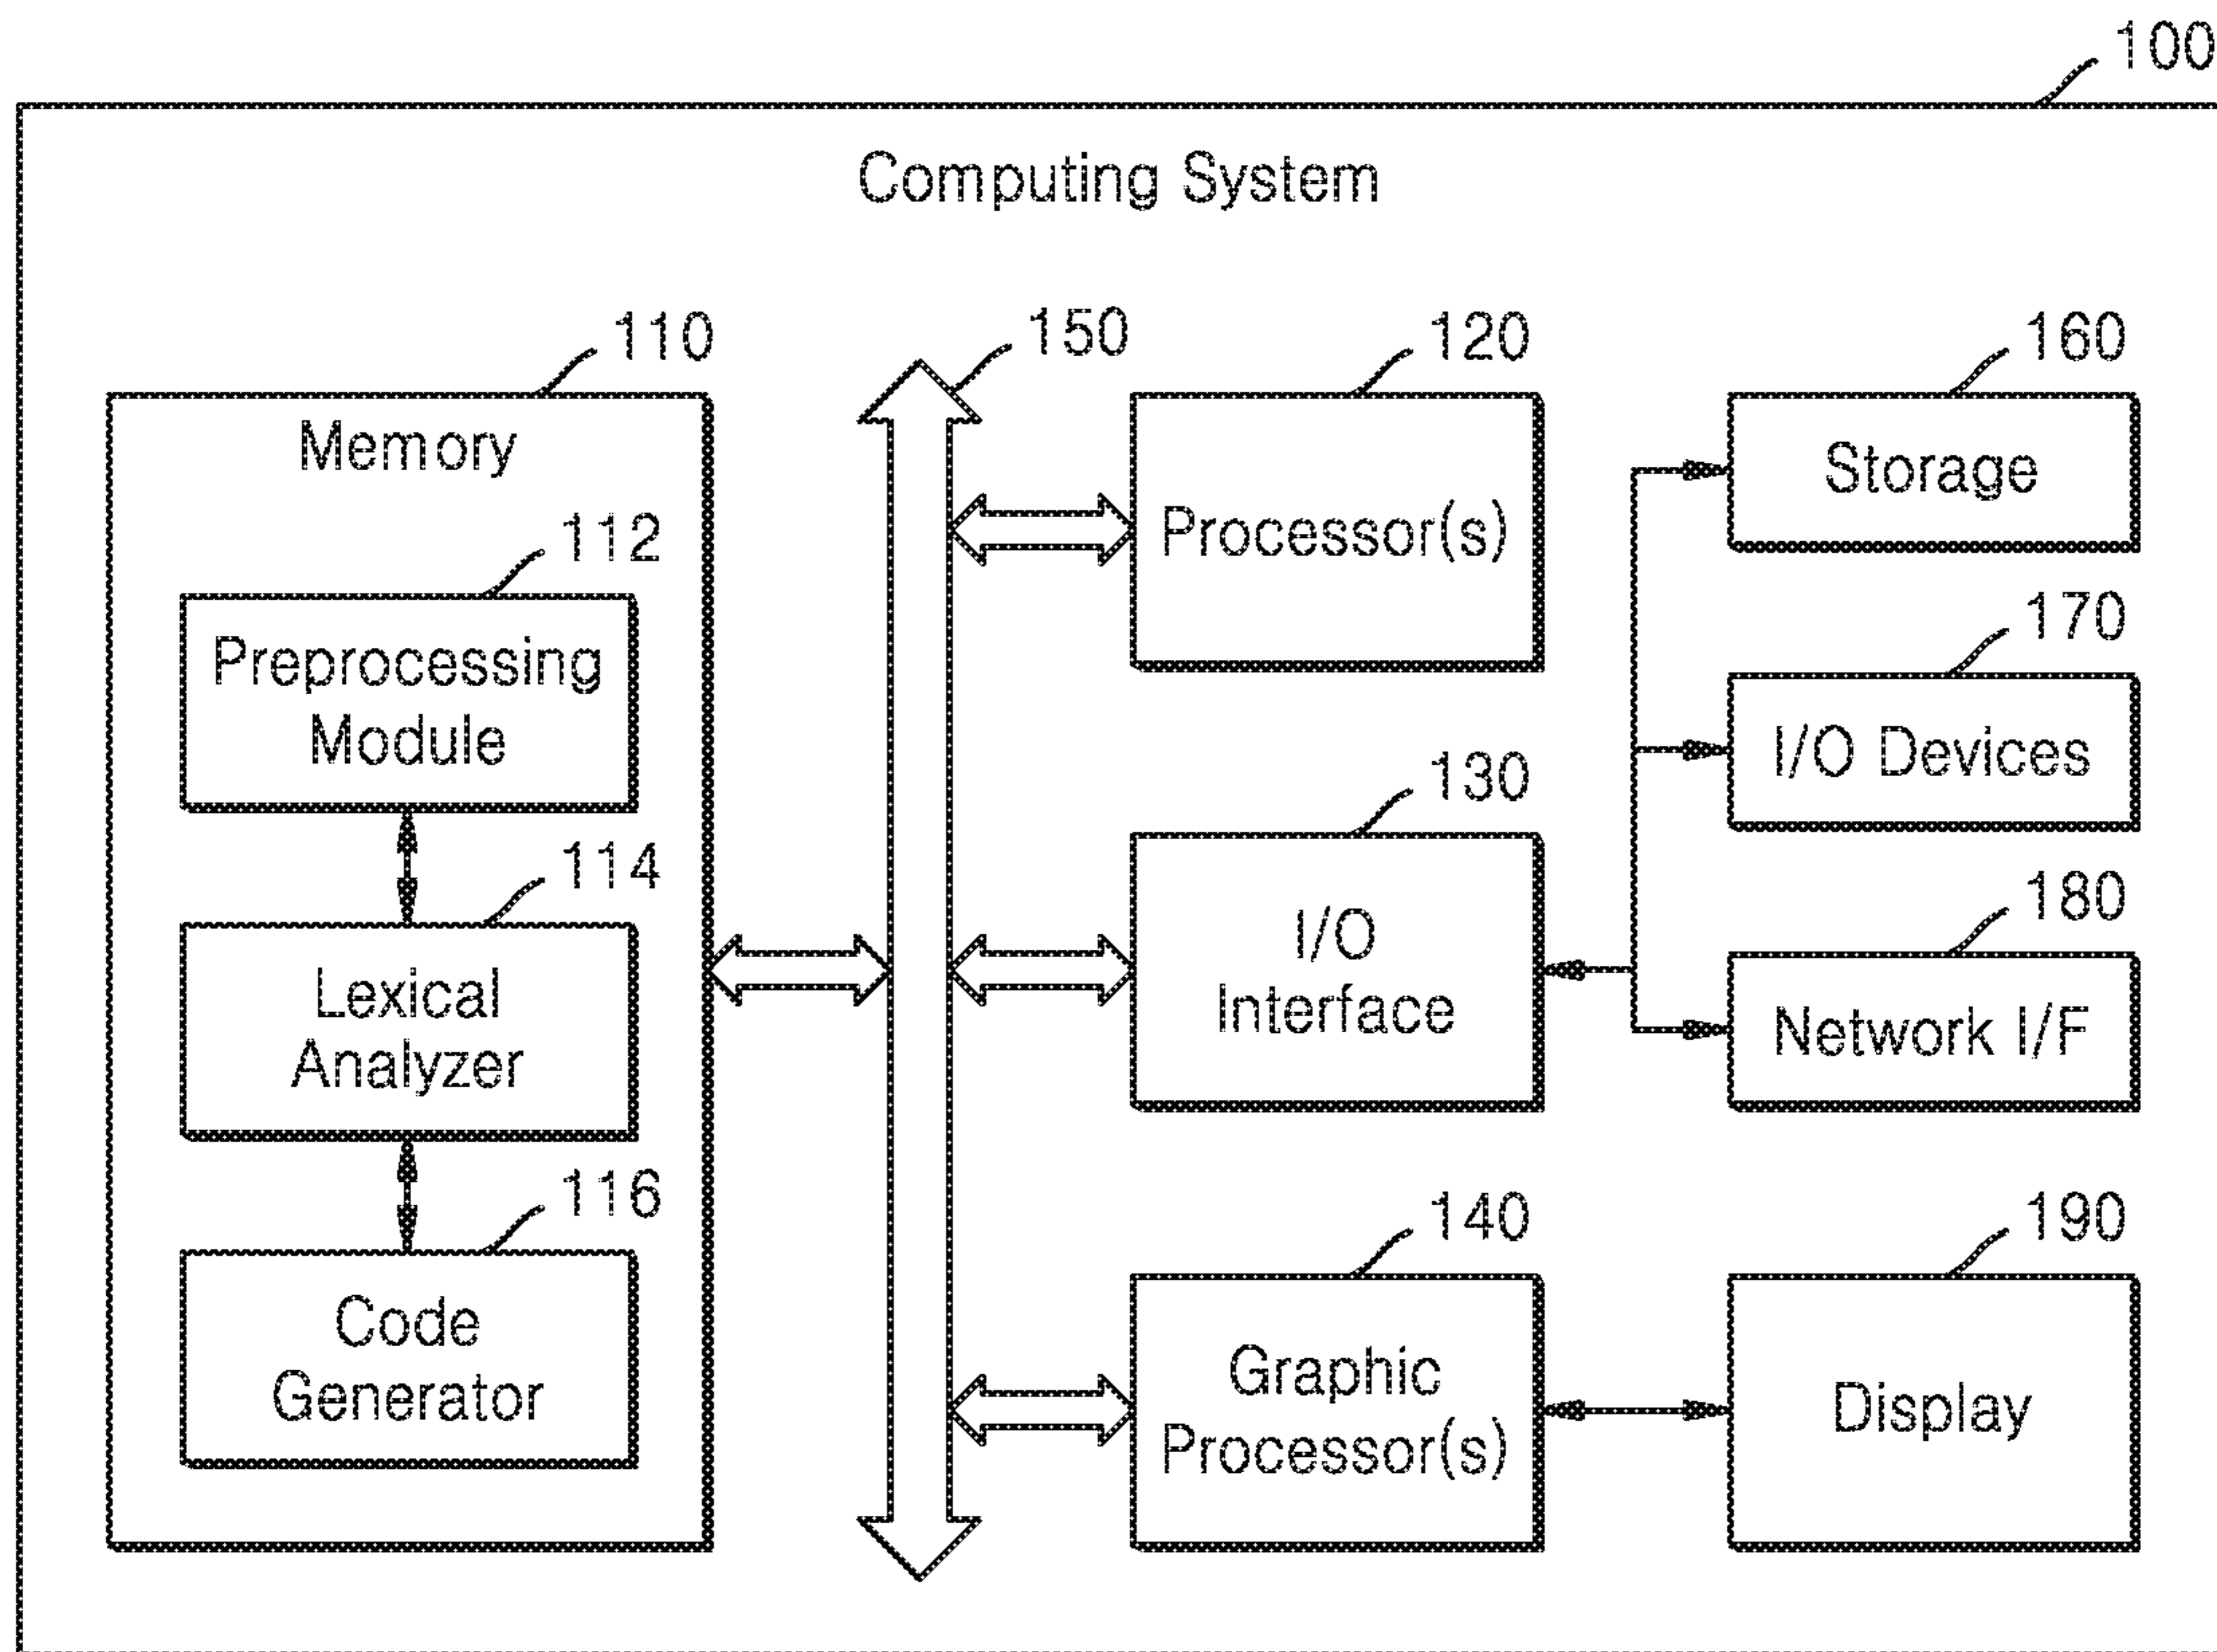 100
Computing System
110
Memory
112
Preprocessing
Module
114
Lexical
Analyzer
116
Code
Generator
150
120
Processor(s)
130
I/O
Interface
140
Graphic
Processor(s)
160
Storage
170
I/O Devices
180
Network I/F
190
Display